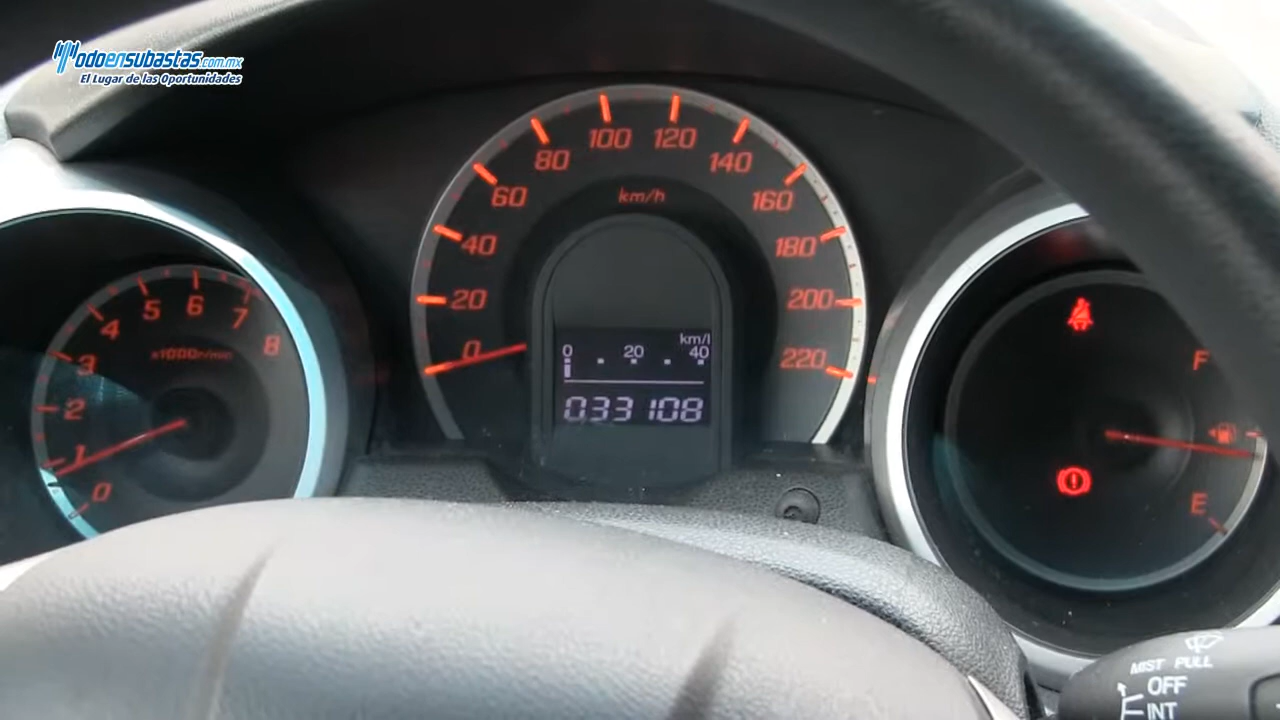 Modoensubastas.com.mx
El Lugar de las Oportunidades
0 20 40 60 80 100 120 140 160 180 200 220
km/h
0 1 2 3 4 5 6 7 8
x1000r/min
km/l
0 20 40
033108
F
E
MIST PULL
OFF
INT